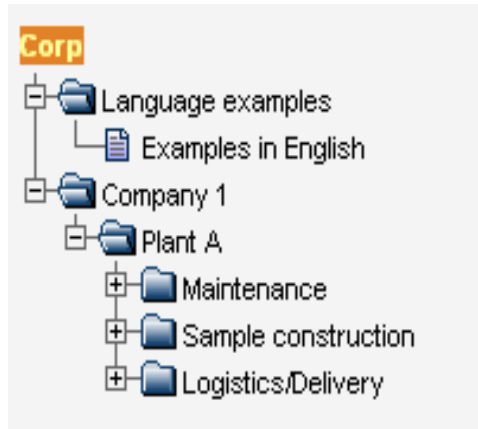 Corp
Language examples
Examples in English
Company 1
Plant A
Maintenance
Sample construction
Logistics/Delivery